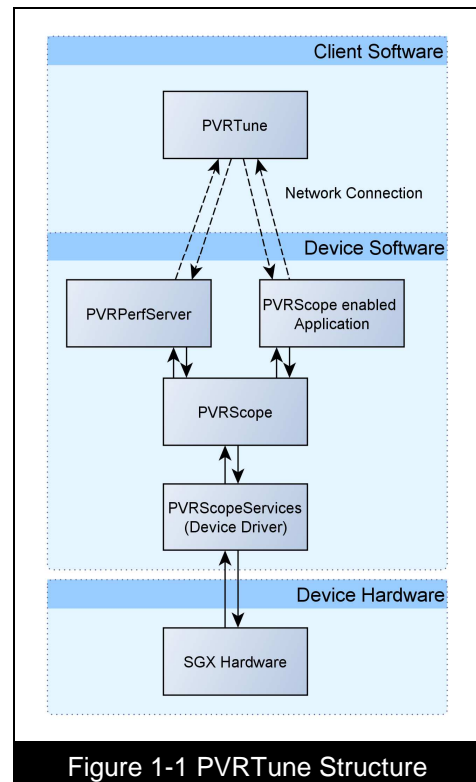 Client Software
PVRTune
Network Connection
Device Software
PVRPerfServer
PVRScope enabled
Application
PVRScope
PVRScopeServices
(Device Driver)
Device Hardware
SGX Hardware
Figure 1-1 PVRTune Structure